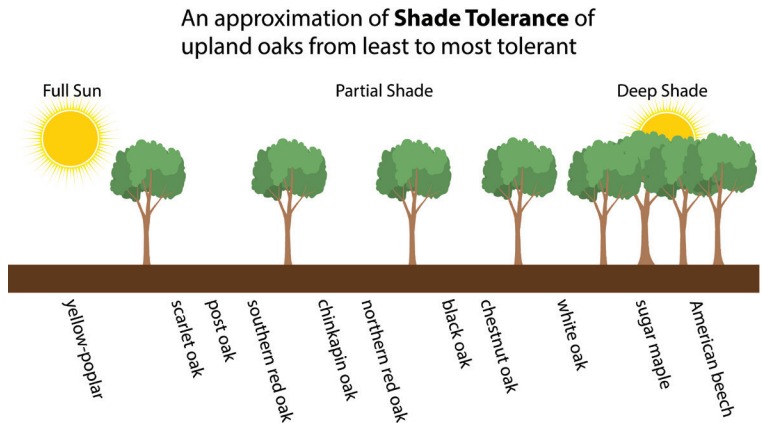 An approximation of Shade Tolerance of
upland oaks from least to most tolerant
Full Sun
Partial Shade
Deep Shade
yellow-poplar
scarlet oak
post oak
southern red oak
chinkapin oak
northern red oak
black oak
chestnut oak
white oak
sugar maple
American beech